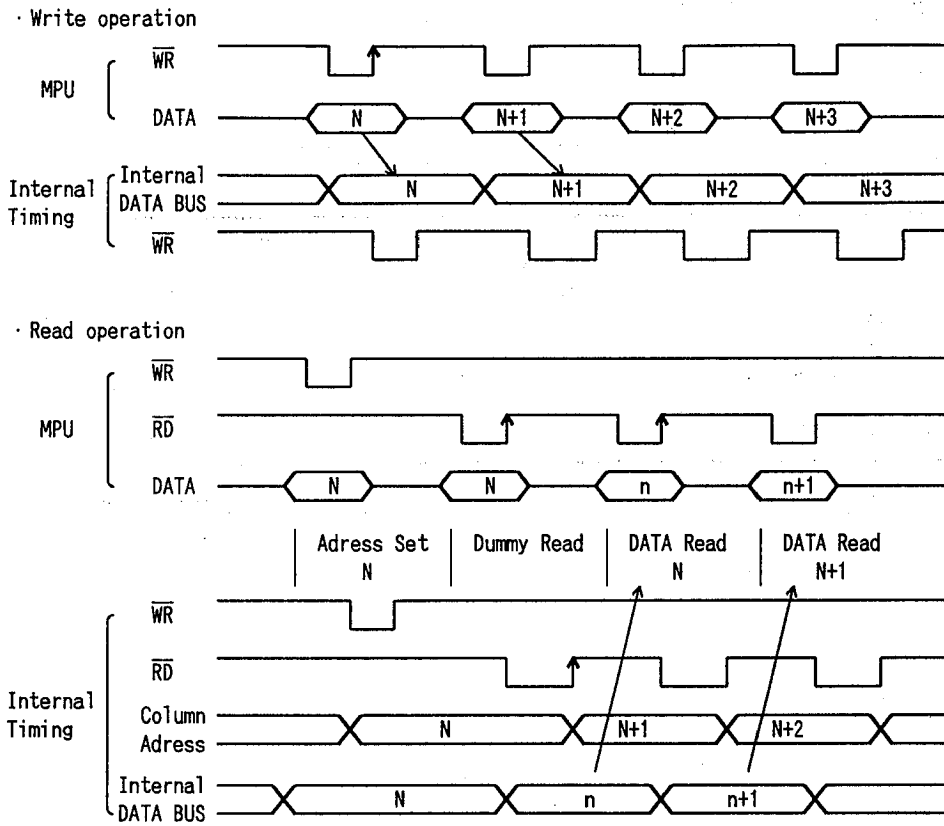 · Write operation
WR
MPU
DATA N N+1 N+2 N+3
Internal
Timing
Internal
DATA BUS
N N+1 N+2 N+3
WR
· Read operation
WR
MPU
RD
DATA N N n n+1
Adress Set Dummy Read DATA Read DATA Read
N N N+1
WR
RD
Internal
Timing
Column
Adress
N N+1 N+2
Internal
DATA BUS
N n n+1